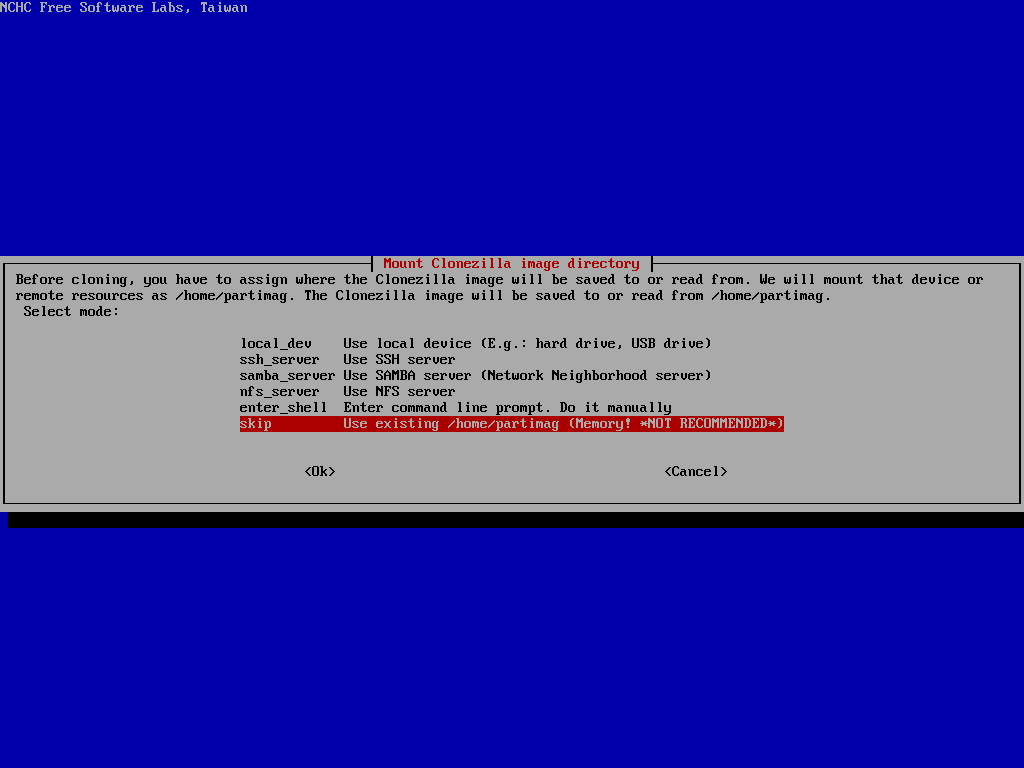 NCHC Free Software Labs, Taiwan
Mount Clonezilla image directory
Before cloning, you have to assign where the Clonezilla image will be saved to or read from. We will mount that device or
remote resources as /home/partimag. The Clonezilla image will be saved to or read from /home/partimag.
Select mode:
local_dev Use local device (E.g.: hard drive, USB drive)
ssh_server Use SSH server
samba_server Use SAMBA server (Network Neighborhood server)
nfs_server Use NFS server
enter_shell Enter command line prompt. Do it manually
skip Use existing /home/partimag (Memory! *NOT RECOMMENDED*)
<Ok> <Cancel>